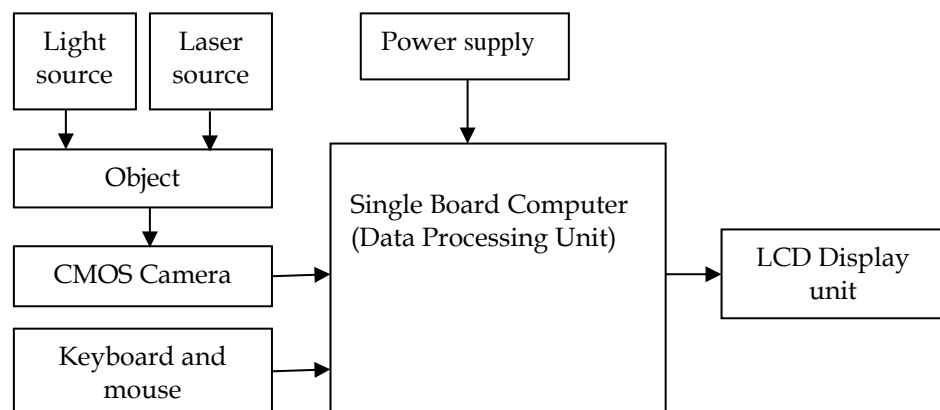 Light
source
Laser
source
Power supply
Object
Single Board Computer
(Data Processing Unit)
CMOS Camera
LCD Display
unit
Keyboard and
mouse